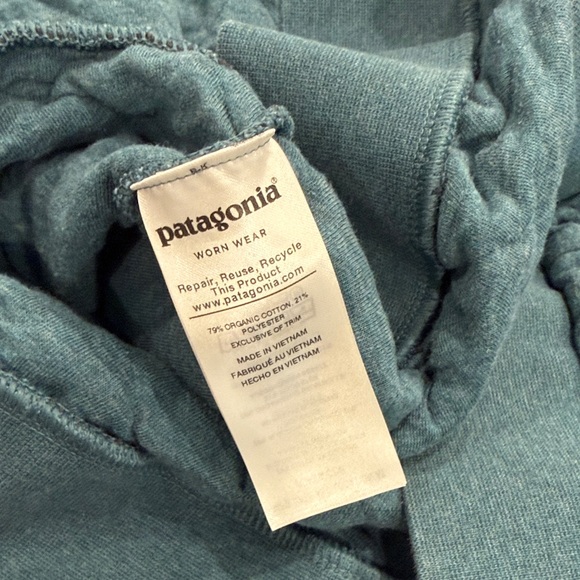 patagonia®
WORN WEAR
Repair, Reuse, Recycle
This Product
www.patagonia.com
79% ORGANIC COTTON 21%
POLYESTER
EXCLUSIVE OF TRIM
MADE IN VIETNAM
FABRIQUÉ AU VIETNAM
HECHO EN VIETNAM